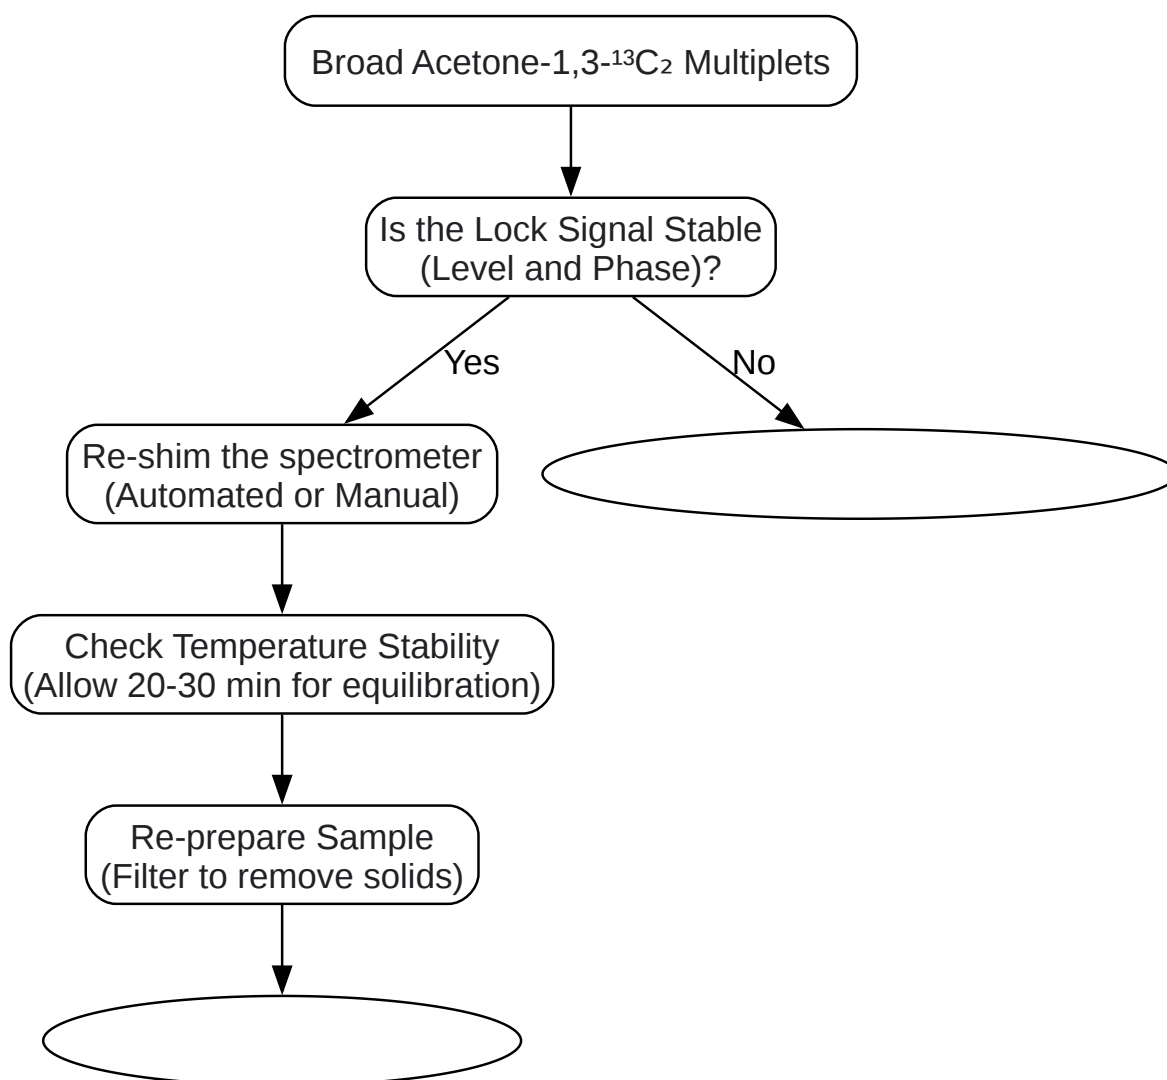 Broad Acetone-1,3-¹³C₂ Multiplets
Is the Lock Signal Stable
(Level and Phase)?
Yes
No
Re-shim the spectrometer
(Automated or Manual)
Check Temperature Stability
(Allow 20-30 min for equilibration)
Re-prepare Sample
(Filter to remove solids)